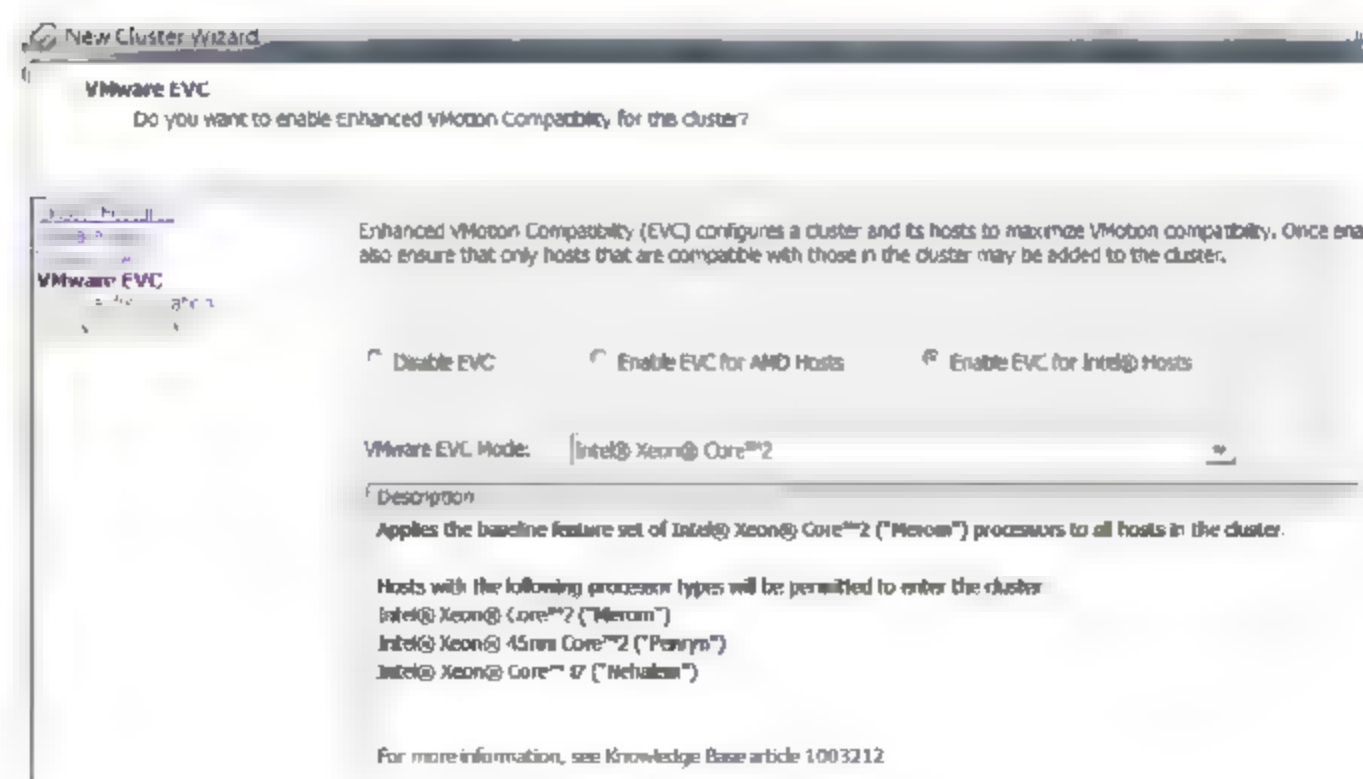 New Cluster Wizard
VMware EVC
Do you want to enable Enhanced VMotion Compatibility for this cluster?
Enhanced VMotion Compatibility (EVC) configures a cluster and its hosts to maximize VMotion compatibility. Once ena
also ensure that only hosts that are compatible with those in the cluster may be added to the cluster.
VMware EVC
Disable EVC Enable EVC for AMD Hosts Enable EVC for Intel® Hosts
VMware EVC Mode: Intel® Xeon® Core™2
Description
Applies the baseline feature set of Intel® Xeon® Core™2 ("Merom") processors to all hosts in the cluster.
Hosts with the following processor types will be permitted to enter the cluster
Intel® Xeon® Core™2 ("Merom")
Intel® Xeon® 45nm Core™2 ("Penryn")
Intel® Xeon® Core™ i7 ("Nehalem")
For more information, see Knowledge Base article 1003212